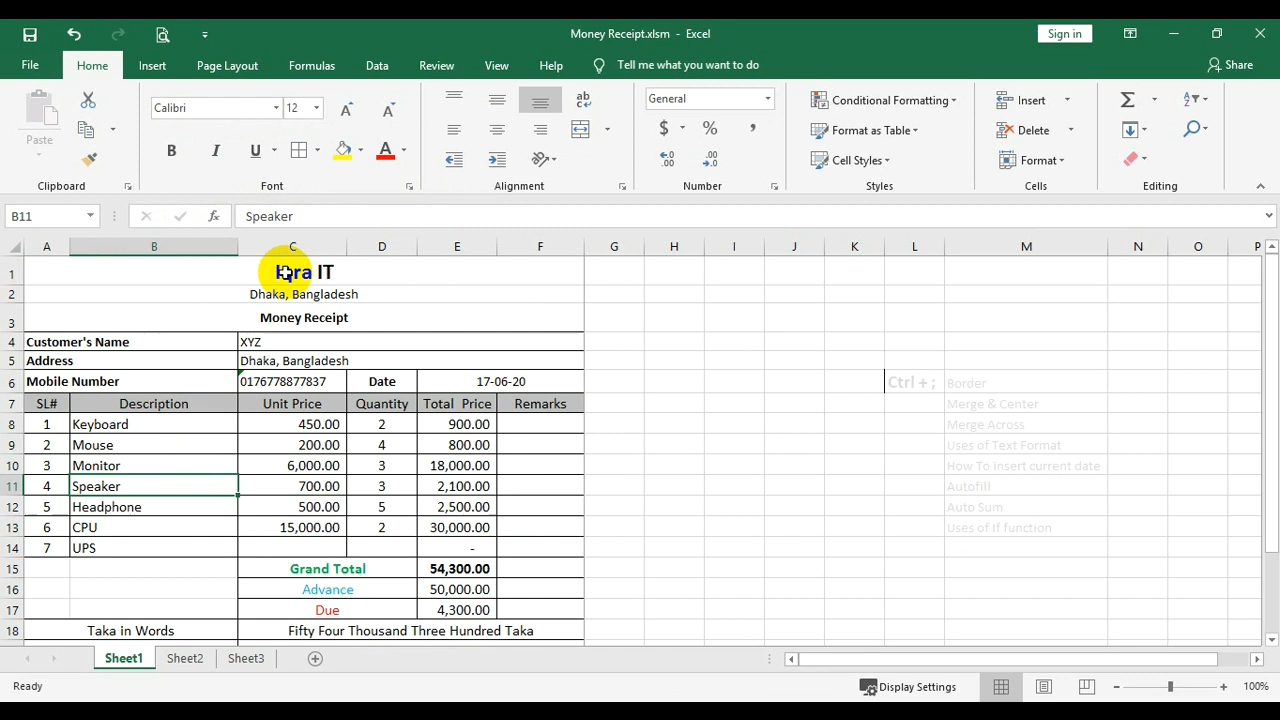 Money Receipt.xlsm - Excel
Sign in
File Home Insert Page Layout Formulas Data Review View Help Tell me what you want to do Share
Calibri 12 General Conditional Formatting Insert
Paste $ % , Format as Table Delete
B I U A Cell Styles Format
Clipboard Font Alignment Number Styles Cells Editing
B11 fx Speaker
A B C D E F G H I J K L M N O P
1 Iqra IT
2 Dhaka, Bangladesh
3 Money Receipt
4 Customer's Name XYZ
5 Address Dhaka, Bangladesh
6 Mobile Number 0176778877837 Date 17-06-20 Ctrl + ; Border
7 SL# Description Unit Price Quantity Total Price Remarks Merge & Center
8 1 Keyboard 450.00 2 900.00 Merge Across
9 2 Mouse 200.00 4 800.00 Uses of Text Format
10 3 Monitor 6,000.00 3 18,000.00 How To insert current date
11 4 Speaker 700.00 3 2,100.00 Autofill
12 5 Headphone 500.00 5 2,500.00 Auto Sum
13 6 CPU 15,000.00 2 30,000.00 Uses of If function
14 7 UPS -
15 Grand Total 54,300.00
16 Advance 50,000.00
17 Due 4,300.00
18 Taka in Words Fifty Four Thousand Three Hundred Taka
Sheet1 Sheet2 Sheet3
Ready Display Settings 100%